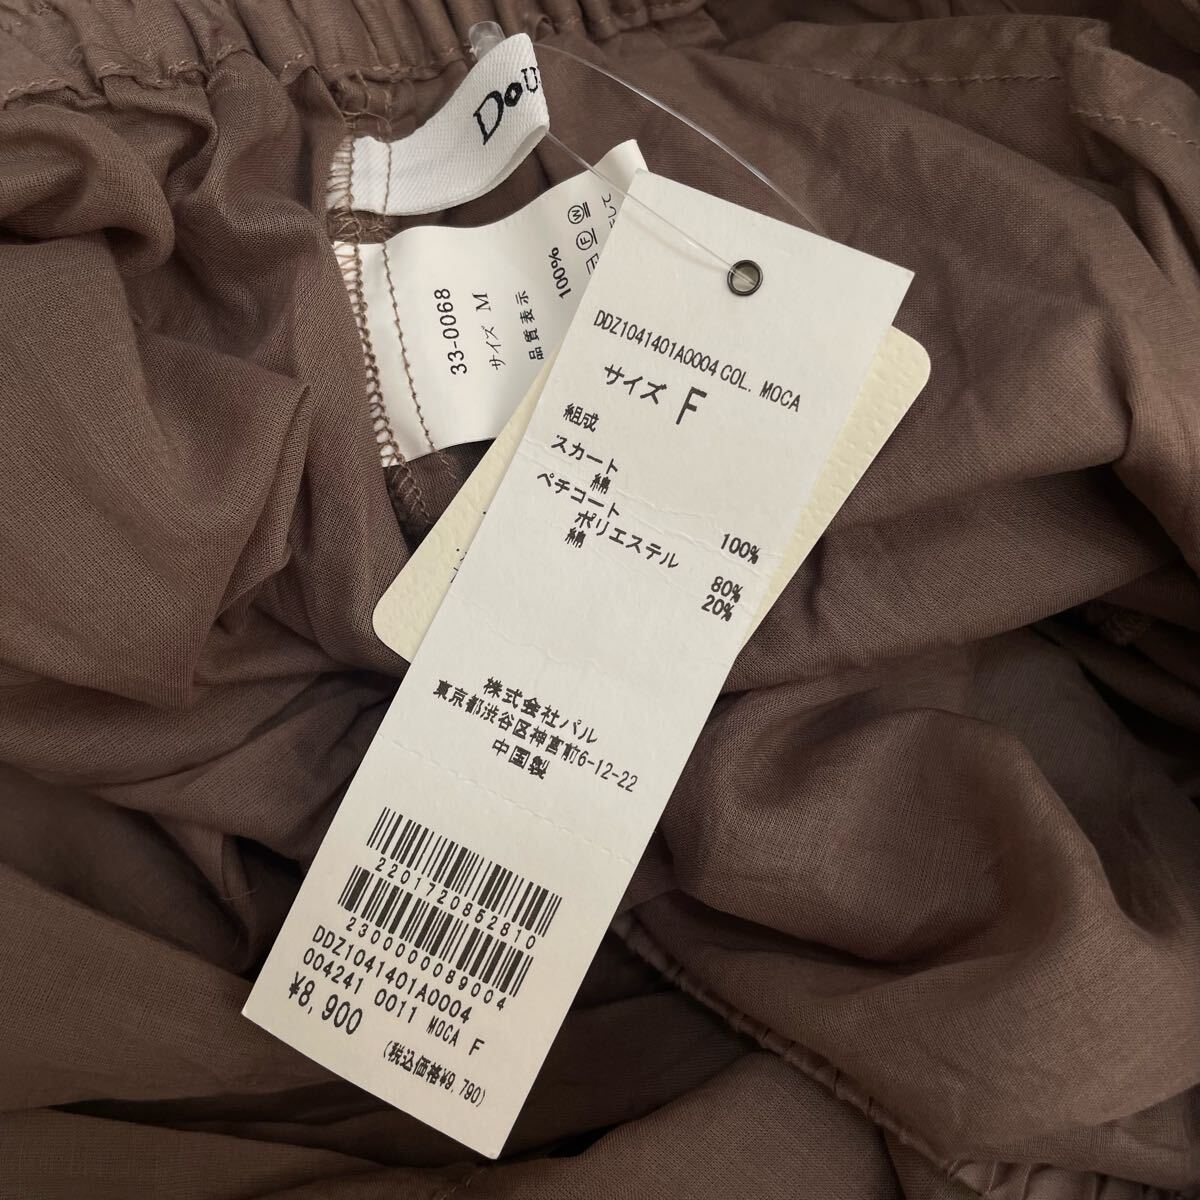 DOU
33-0068
サイズ M
品質表示
100%
F W
DDZ1041401A0004 COL. MOCA
サイズ F
組成
スカート
綿 100%
ペチコート
ポリエステル 80%
綿 20%
株式会社パル
東京都渋谷区神宮前6-12-22
中国製
2201720852810
2300000089004
DDZ1041401A0004
004241 0011 MOCA F
¥8,900
(税込価格¥9,790)